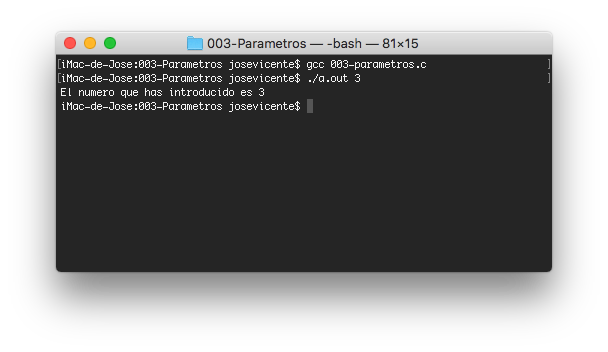 003-Parametros — -bash — 81×15
[iMac-de-Jose:003-Parametros josevicente$ gcc 003-parametros.c ]
[iMac-de-Jose:003-Parametros josevicente$ ./a.out 3 ]
El numero que has introducido es 3
iMac-de-Jose:003-Parametros josevicente$